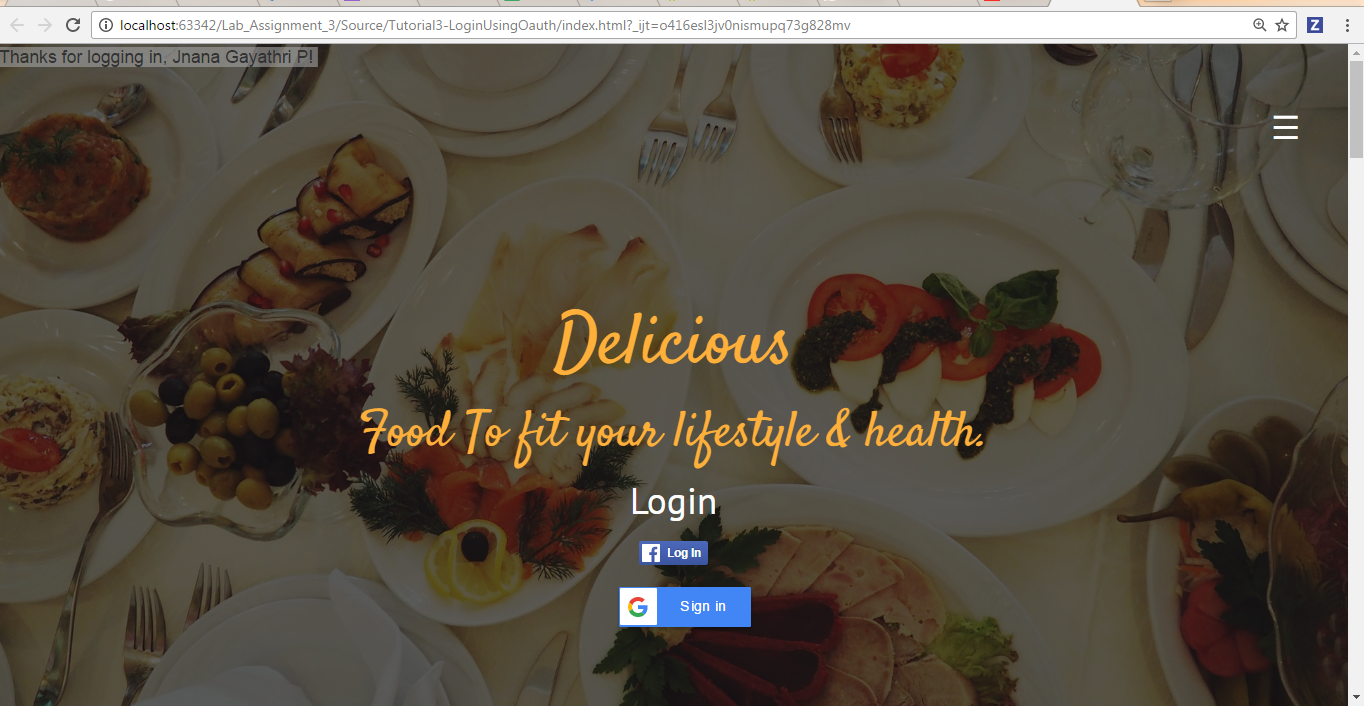 localhost:63342/Lab_Assignment_3/Source/Tutorial3-LoginUsingOauth/index.html?_ijt=o416esl3jv0nismupq73g828mv
Z
Thanks for logging in, Jnana Gayathri P!
Delicious
Food To fit your lifestyle & health.
Login
f Log In
G Sign in